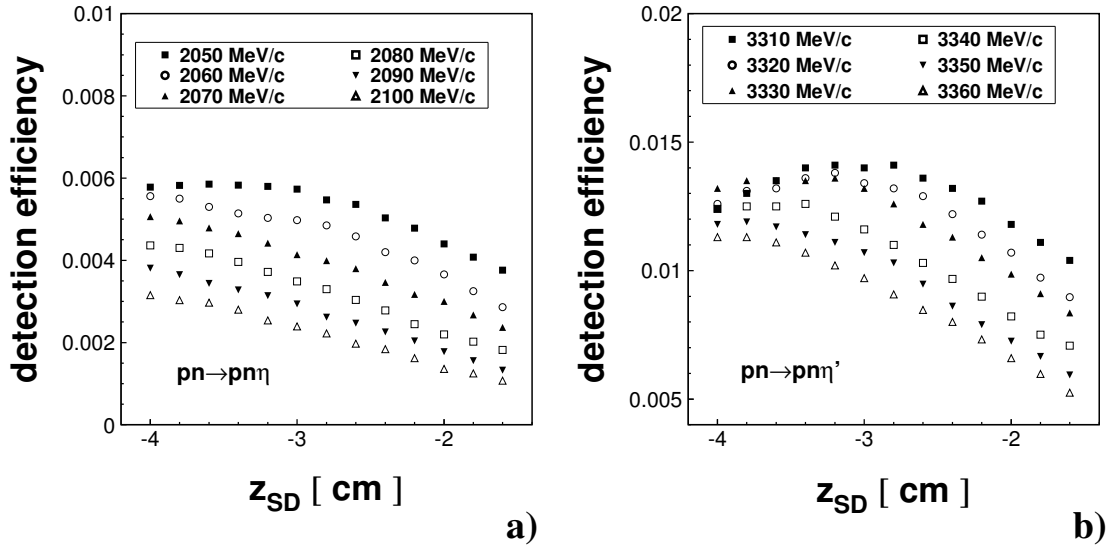 0.01
0.008
0.006
0.004
0.002
0
-4 -3 -2
detection efficiency
2050 MeV/c 2080 MeV/c
2060 MeV/c 2090 MeV/c
2070 MeV/c 2100 MeV/c
pn→pnη
z_SD [ cm ]
a)
0.02
0.015
0.01
0.005
-4 -3 -2
detection efficiency
3310 MeV/c 3340 MeV/c
3320 MeV/c 3350 MeV/c
3330 MeV/c 3360 MeV/c
pn→pnη’
z_SD [ cm ]
b)